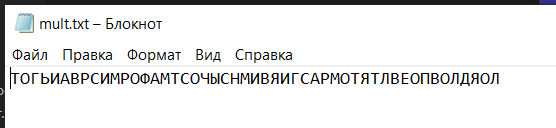 mult.txt – Блокнот
Файл Правка Формат Вид Справка
ТОГЬИАВРСИМРОФАМТСОЧЫСНМИВЯИГСАРМОТЯТЛВЕОПВОЛДЯОЛ